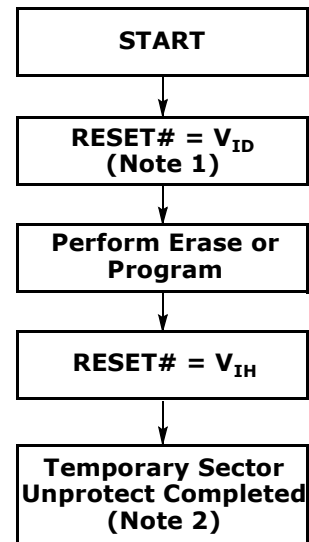 START
RESET# = VID
(Note 1)
Perform Erase or
Program
RESET# = VIH
Temporary Sector
Unprotect Completed
(Note 2)